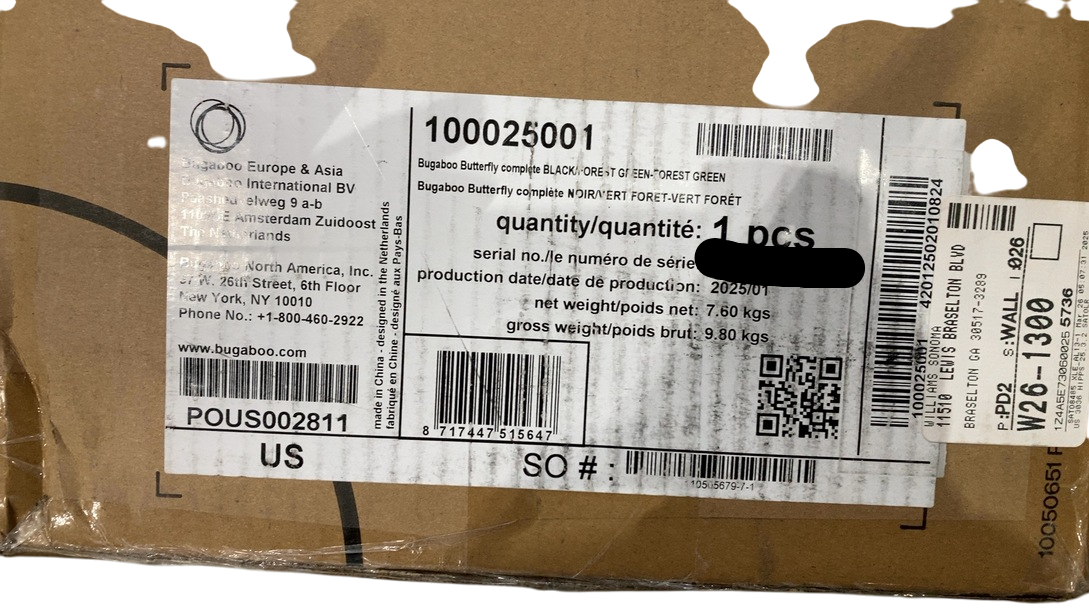 100025001
Bugaboo Butterfly complete BLACK/FOREST GREEN-FOREST GREEN
Bugaboo Butterfly complète NOIR/VERT FORET-VERT FORÊT
quantity/quantité: 1 pcs
serial no./le numéro de série
production date/date de production: 2025/01
net weight/poids net: 7.60 kgs
gross weight/poids brut: 9.80 kgs
Bugaboo Europe & Asia
International BV
9 a-b
Amsterdam Zuidoost
The Netherlands
North America, Inc.
W. 26th Street, 6th Floor
New York, NY 10010
Phone No.: +1-800-460-2922
www.bugaboo.com
POUS002811
US
made in China - designed in the Netherlands
fabriqué en Chine - designé aux Pays-Bas
8 717447 515647
SO # :
42012502010824
WILLIAMS SONOMA
11510 LEWIS BRASELTON BLVD
BRASELTON GA 30517-3289
P:PD2 S:WALL 1.026
W26-1300
5736
10050651